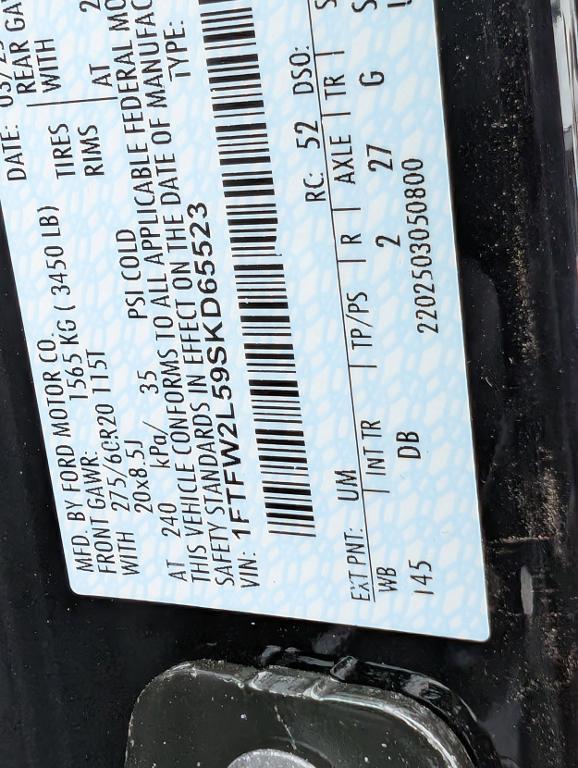 MFD. BY FORD MOTOR CO. DATE: 03/25
FRONT GAWR: 1565 KG ( 3450 LB) REAR GA
WITH 275/60R20 115T TIRES WITH 2
20x8.5J RIMS
AT 240 kPa/ 35 PSI COLD AT
THIS VEHICLE CONFORMS TO ALL APPLICABLE FEDERAL MO
SAFETY STANDARDS IN EFFECT ON THE DATE OF MANUFAC
VIN: 1FTFW2L59SKD65523 TYPE:
EXT PNT: UM RC: 52 DSO:
WB INT TR TP/PS R AXLE TR S
145 DB 2 27 G
2202503050800